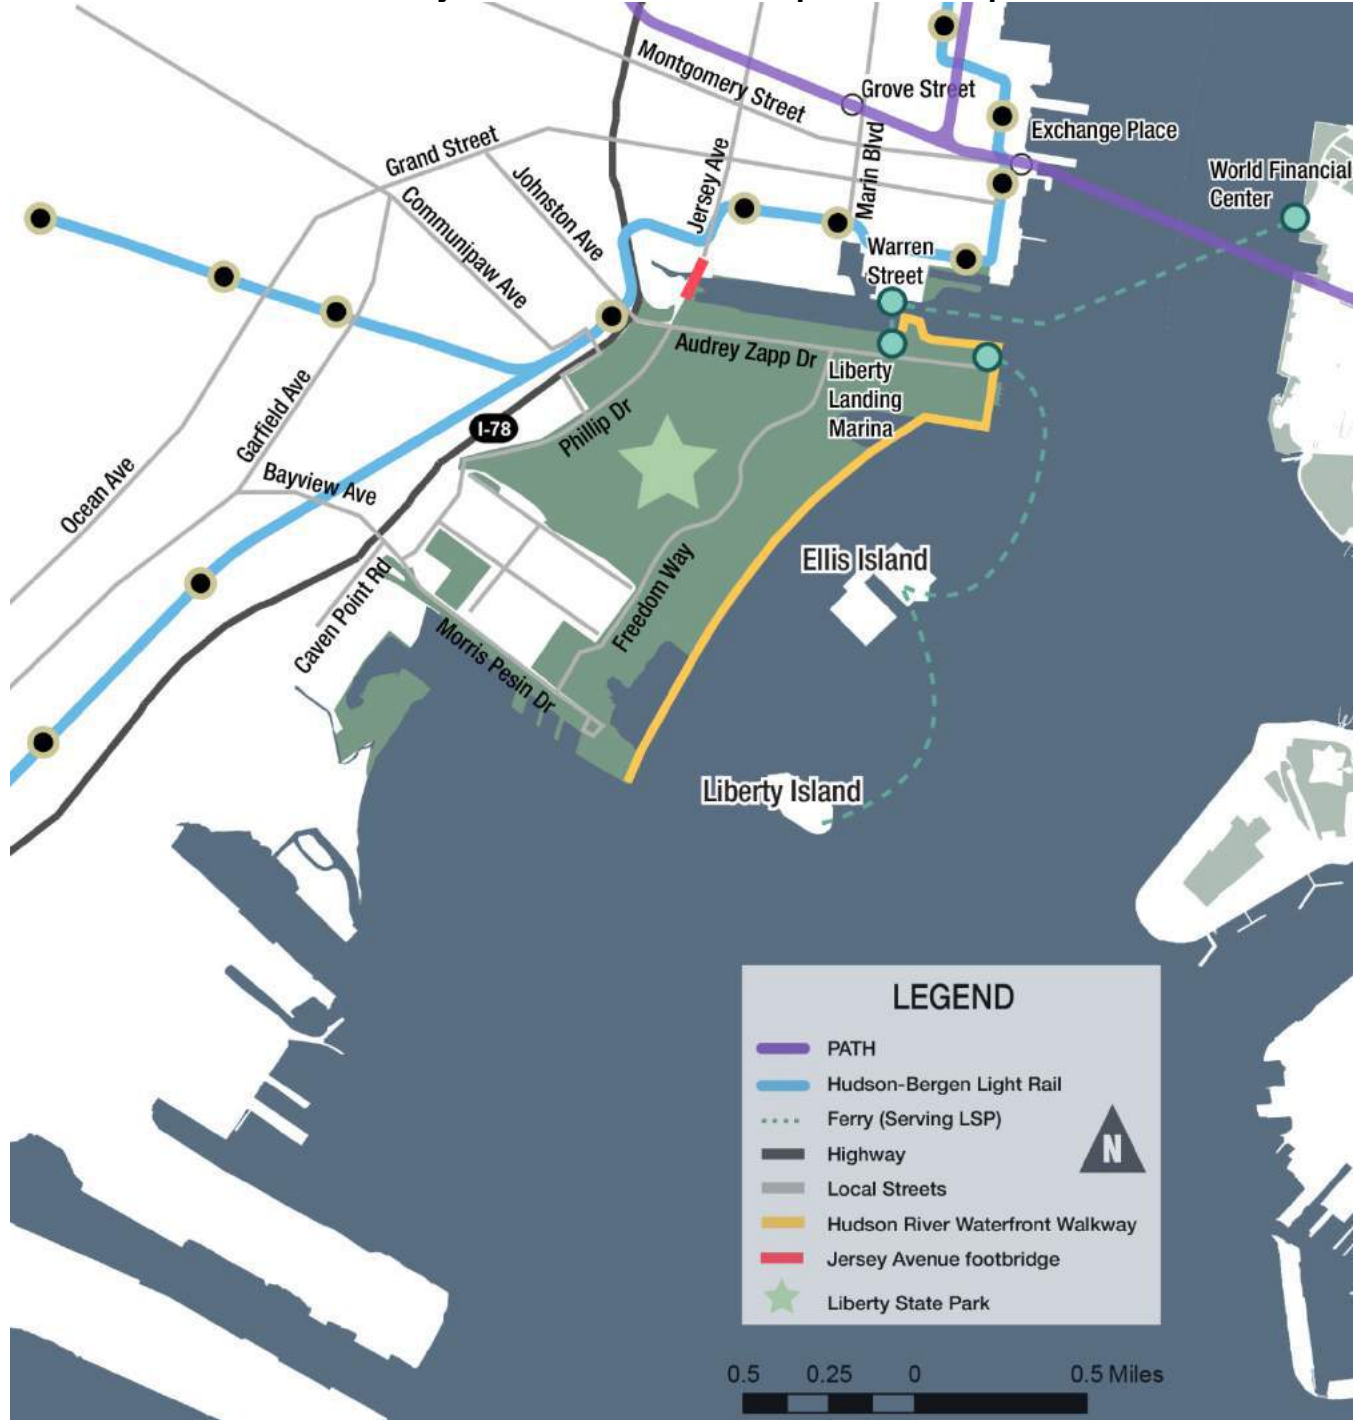 Montgomery Street
Grove Street
Exchange Place
World Financial
Center
Grand Street
Johnston Ave
Jersey Ave
Marin Blvd
Communipaw Ave
Warren
Street
Audrey Zapp Dr
Liberty
Landing
Marina
I-78
Phillip Dr
Garfield Ave
Ocean Ave
Bayview Ave
Ellis Island
Freedom Way
Caven Point Rd
Morris Pesin Dr
Liberty Island
LEGEND
PATH
Hudson-Bergen Light Rail
Ferry (Serving LSP)
Highway
N
Local Streets
Hudson River Waterfront Walkway
Jersey Avenue footbridge
Liberty State Park
0.5 0.25 0 0.5 Miles